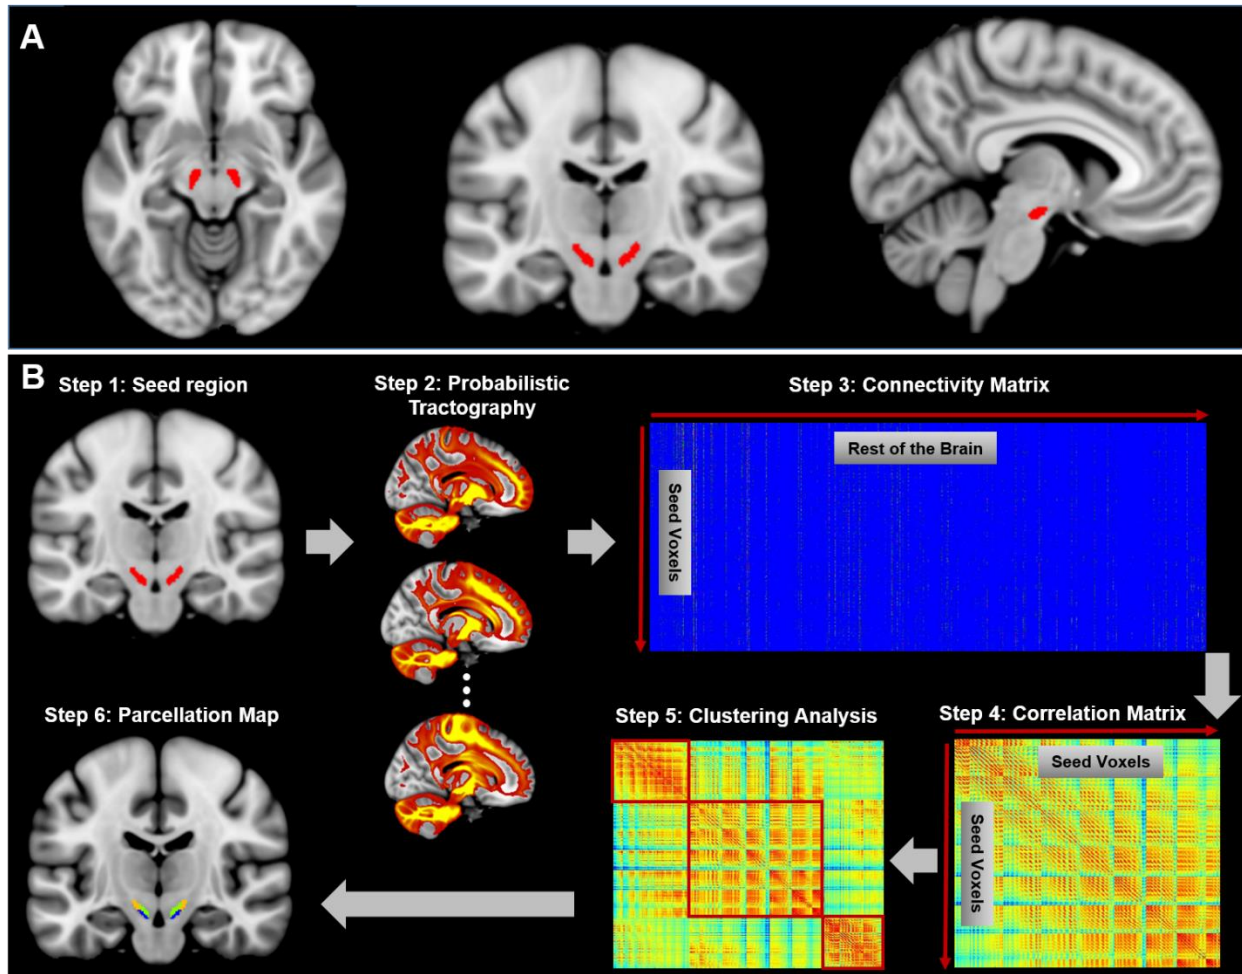 A
B
Step 1: Seed region
Step 2: Probabilistic
Tractography
Step 3: Connectivity Matrix
Rest of the Brain
Seed Voxels
Step 6: Parcellation Map
Step 5: Clustering Analysis
Step 4: Correlation Matrix
Seed Voxels
Seed Voxels